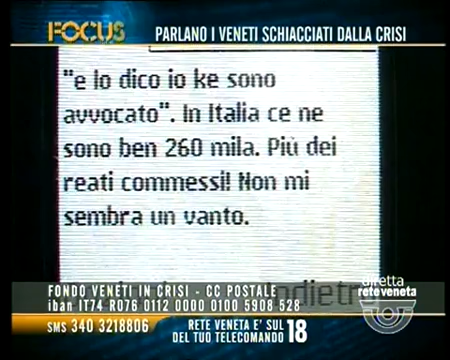 FOCUS
PARLANO I VENETI SCHIACCIATI DALLA CRISI
"e lo dico io ke sono
avvocato". In Italia ce ne
sono ben 260 mila. Più dei
reati commessi! Non mi
sembra un vanto.
FONDO VENETI IN CRISI - CC POSTALE
iban IT74 R076 0112 0000 0100 5908 528
diretta
reteveneta
SMS 340 3218806
RETE VENETA E' SUL
DEL TUO TELECOMANDO 18